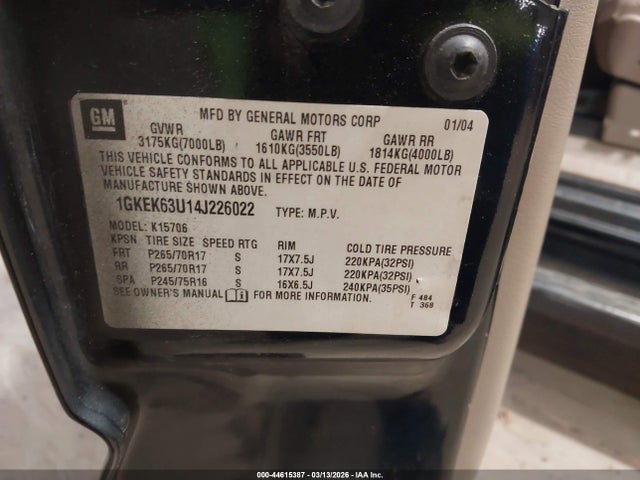 GM
MFD BY GENERAL MOTORS CORP 01/04
GVWR GAWR FRT GAWR RR
3175KG(7000LB) 1610KG(3550LB) 1814KG(4000LB)
THIS VEHICLE CONFORMS TO ALL APPLICABLE U.S. FEDERAL MOTOR
VEHICLE SAFETY STANDARDS IN EFFECT ON THE DATE OF
MANUFACTURE SHOWN ABOVE.
1GKEK63U14J226022 TYPE: M.P.V.
MODEL: K15706
KPSN TIRE SIZE SPEED RTG RIM COLD TIRE PRESSURE
FRT P265/70R17 S 17X7.5J 220KPA(32PSI)
RR P265/70R17 S 17X7.5J 220KPA(32PSI)
SPA P245/75R16 S 16X6.5J 240KPA(35PSI)
SEE OWNER'S MANUAL FOR MORE INFORMATION. F 484
T 368
000-44615387 | 03/13/2026 - IAA Inc.